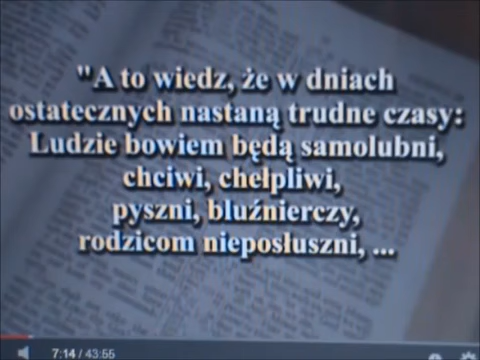 "A to wiedz, że w dniach
ostatecznych nastaną trudne czasy:
Ludzie bowiem będą samolubni,
chciwi, chełpliwi,
pyszni, bluźnierczy,
rodzicom nieposłuszni, ...
7:14 / 43:55